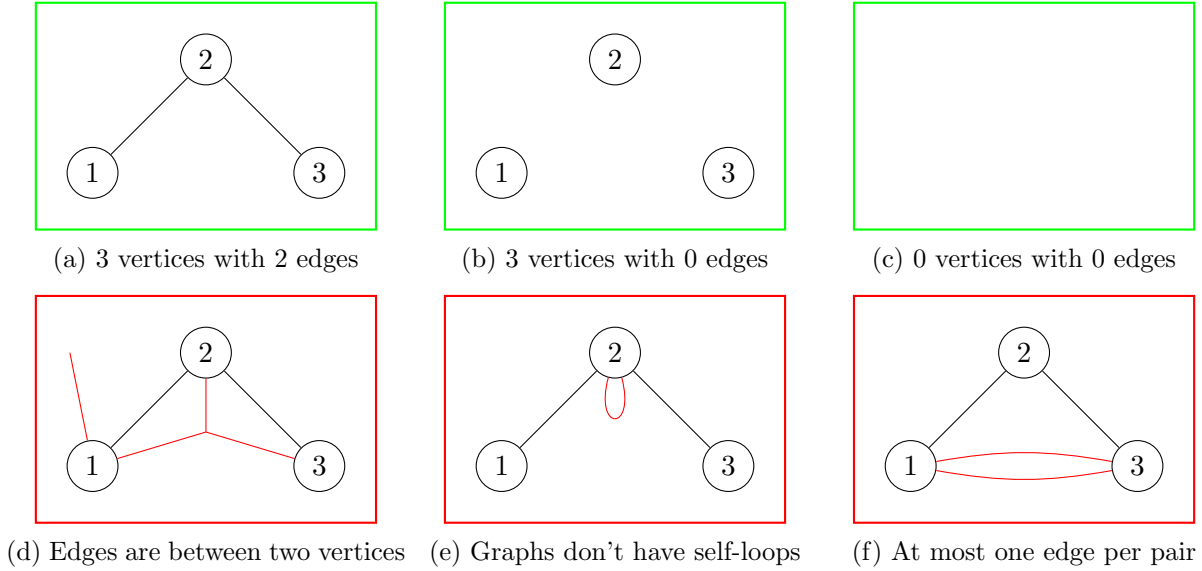 2
1
3
(a) 3 vertices with 2 edges
2
1
3
(b) 3 vertices with 0 edges
(c) 0 vertices with 0 edges
2
1
3
(d) Edges are between two vertices
2
1
3
(e) Graphs don't have self-loops
2
1
3
(f) At most one edge per pair